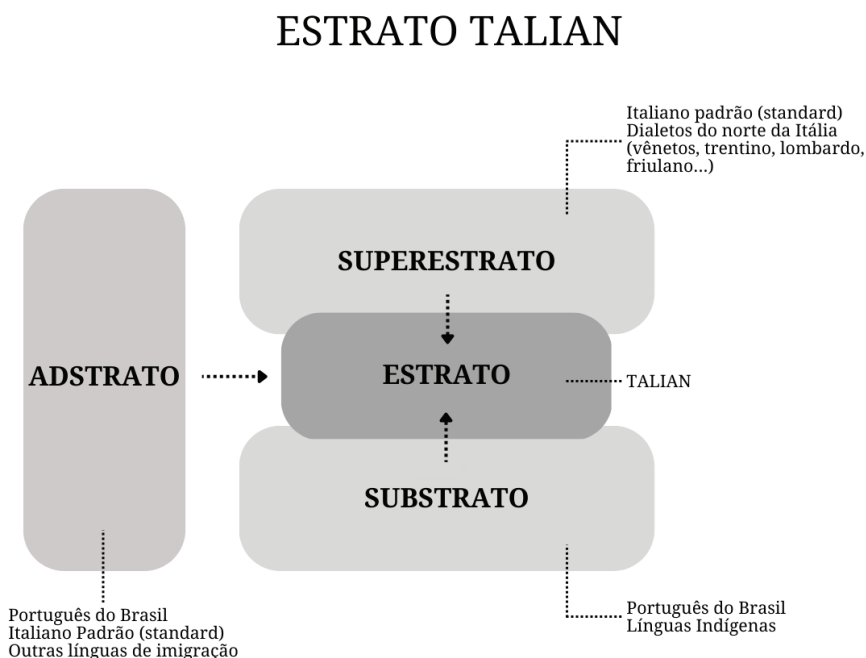 ESTRATO TALIAN
Italiano padrão (standard)
Dialetos do norte da Itália
(vênetos, trentino, lombardo,
friulano...)
SUPERESTRATO
ADSTRATO
ESTRATO
TALIAN
SUBSTRATO
Português do Brasil
Línguas Indígenas
Português do Brasil
Italiano Padrão (standard)
Outras línguas de imigração